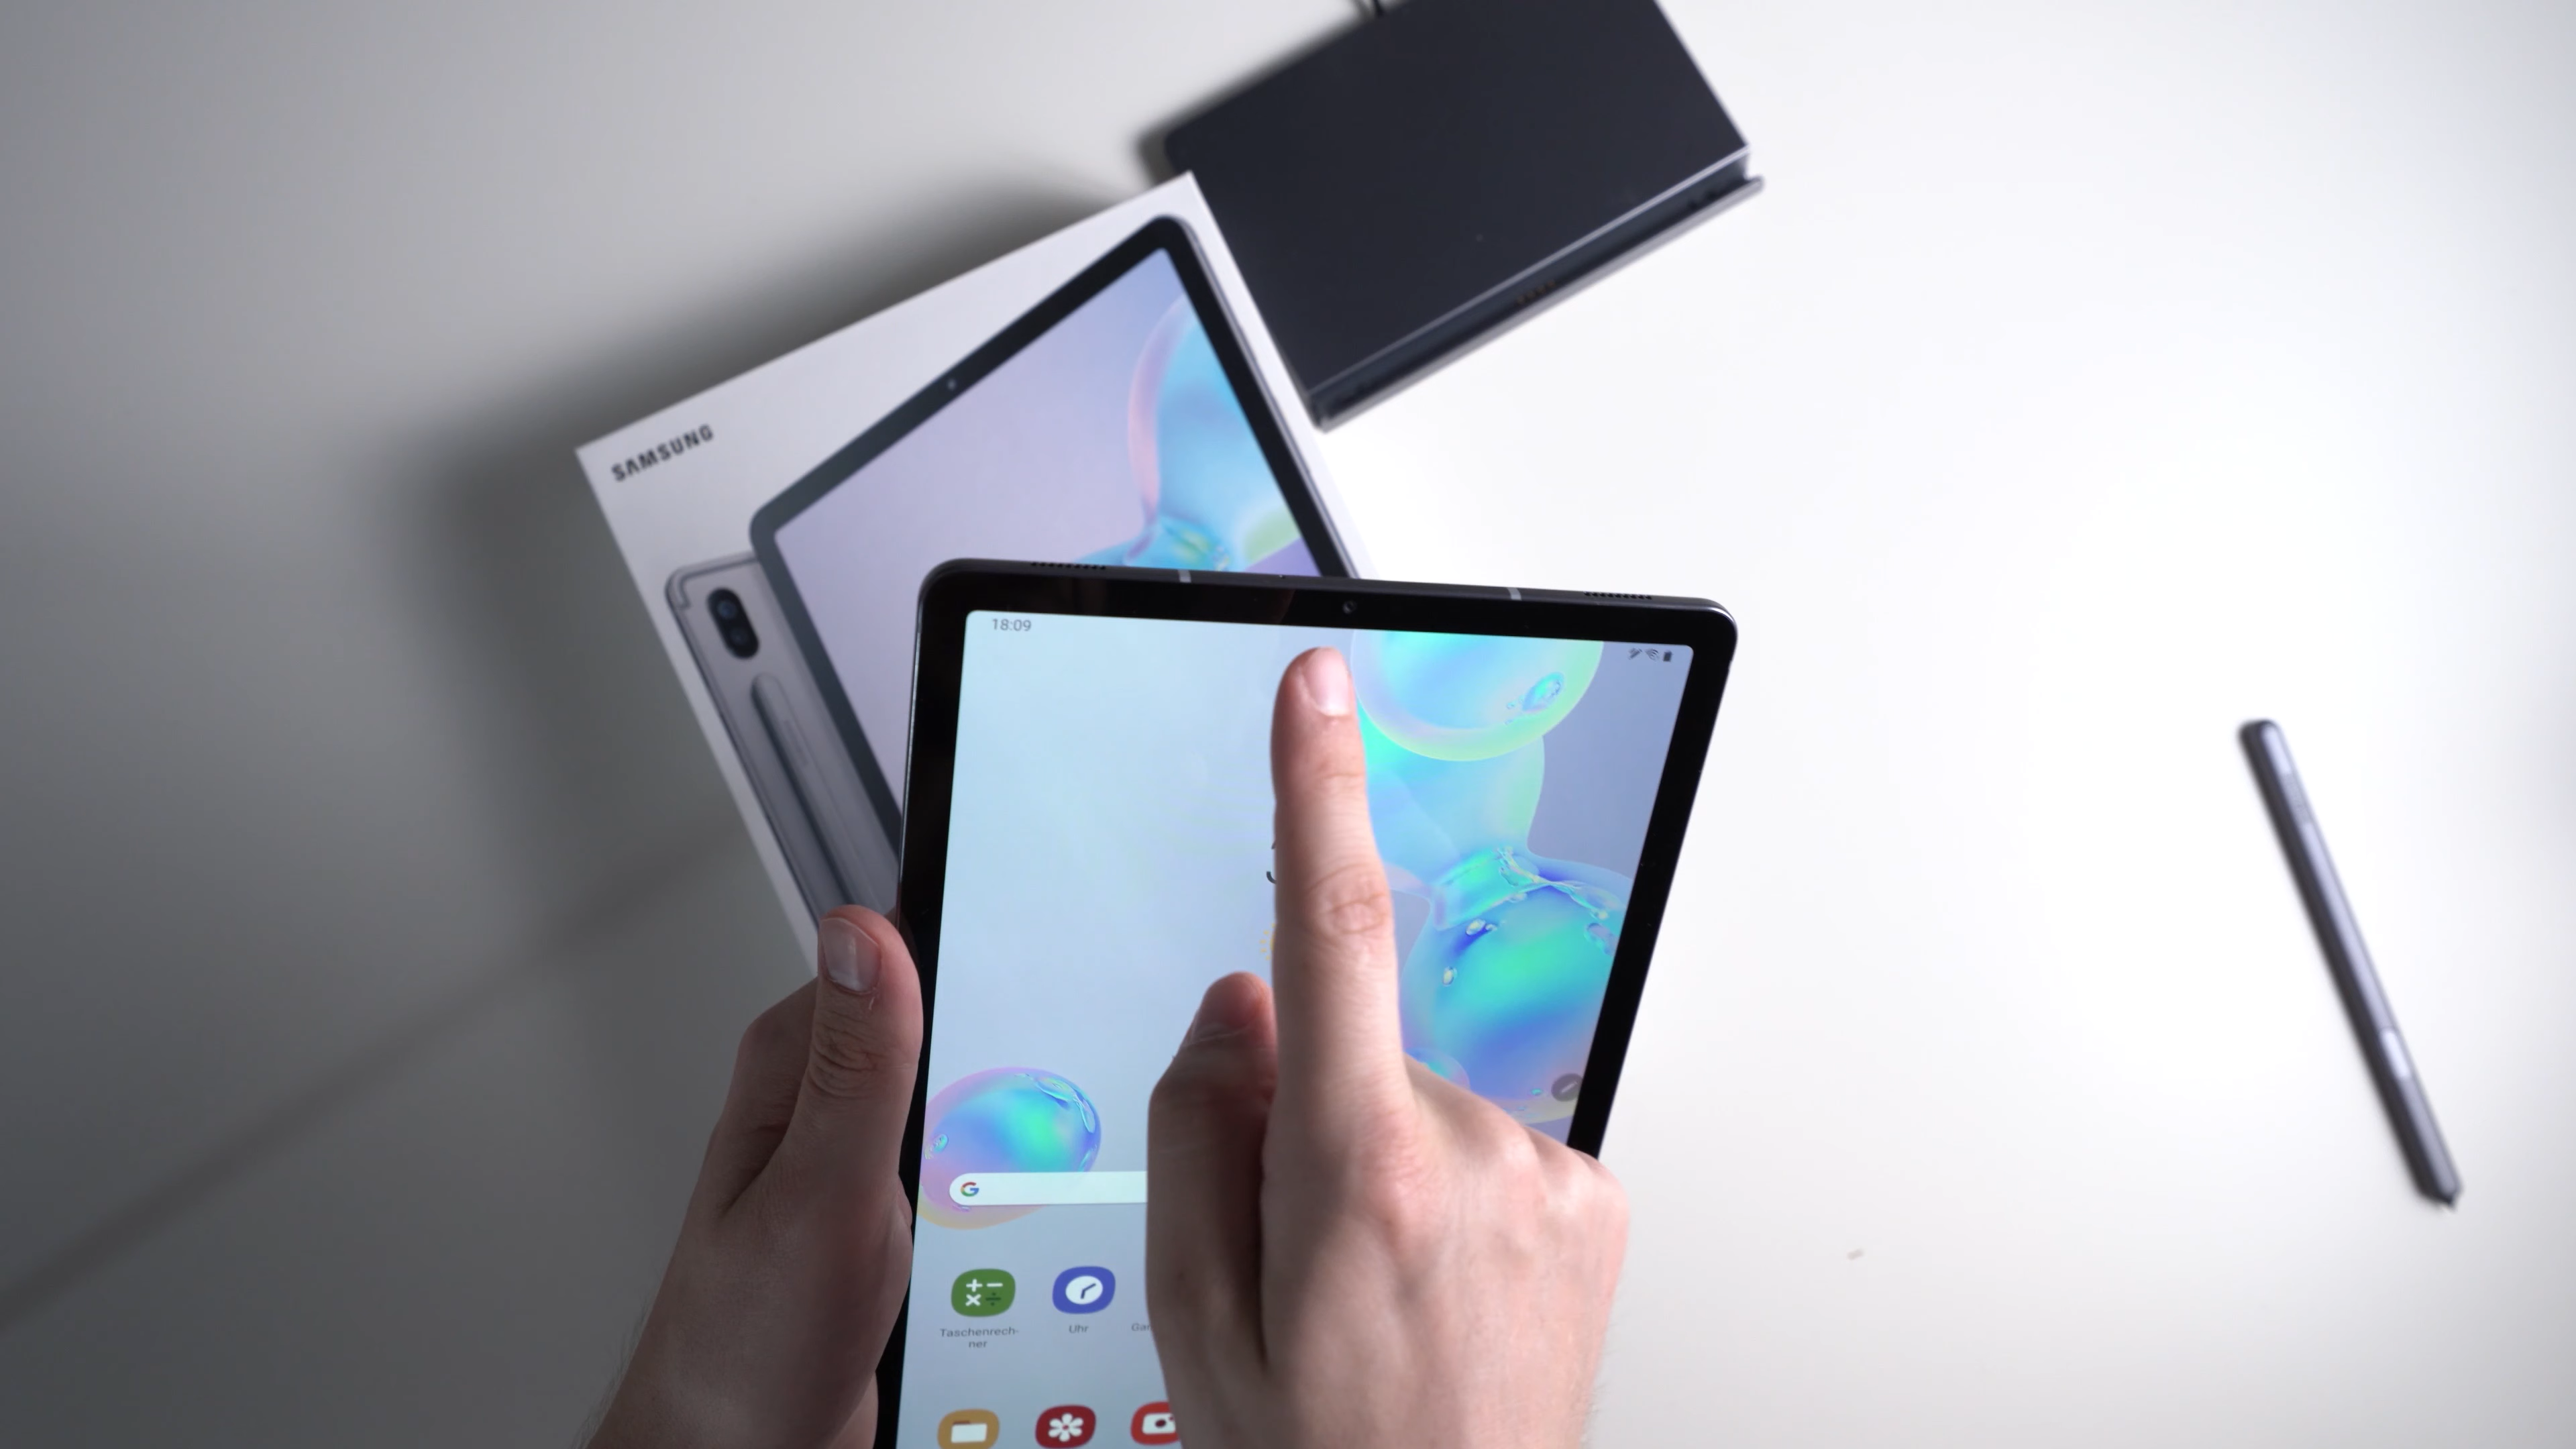 SAMSUNG
18:09
G
Taschenrech-
ner
Uhr